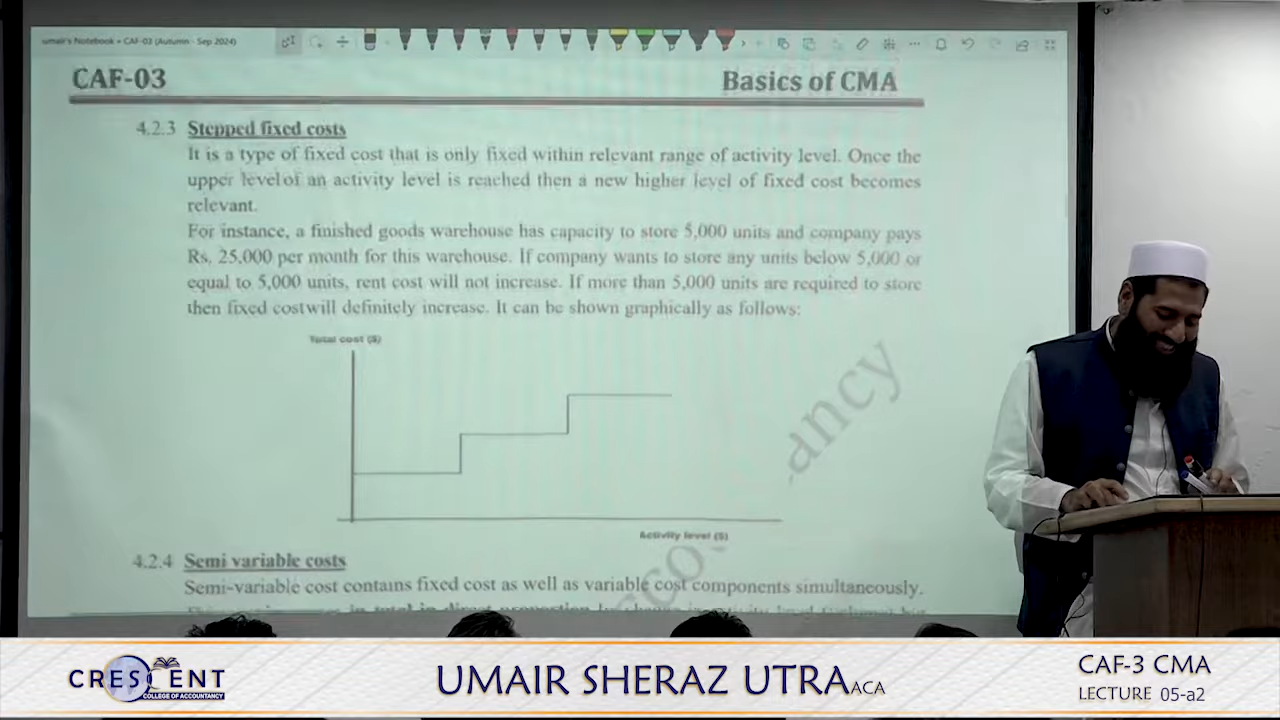 umair's Notebook » CAF-03 (Autumn - Sep 2024)
CAF-03
Basics of CMA
4.2.3 Stepped fixed costs
It is a type of fixed cost that is only fixed within relevant range of activity level. Once the
upper level of an activity level is reached then a new higher level of fixed cost becomes
relevant.
For instance, a finished goods warehouse has capacity to store 5,000 units and company pays
Rs. 25,000 per month for this warehouse. If company wants to store any units below 5,000 or
equal to 5,000 units, rent cost will not increase. If more than 5,000 units are required to store
then fixed cost will definitely increase. It can be shown graphically as follows:
Total cost ($)
Activity level ($)
4.2.4 Semi variable costs
Semi-variable cost contains fixed cost as well as variable cost components simultaneously.
CRESCENT
COLLEGE OF ACCOUNTANCY
UMAIR SHERAZ UTRA ACA
CAF-3 CMA
LECTURE 05-a2